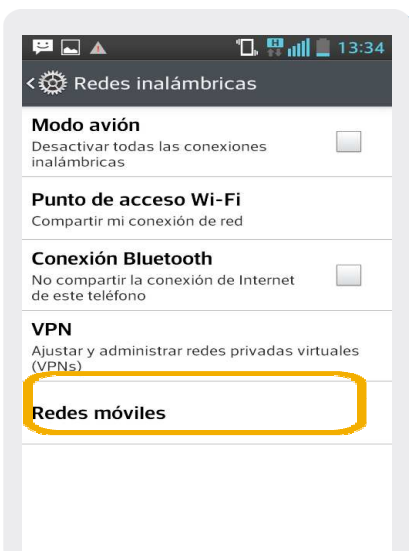 H 13:34
< Redes inalámbricas
Modo avión
Desactivar todas las conexiones
inalámbricas
Punto de acceso Wi-Fi
Compartir mi conexión de red
Conexión Bluetooth
No compartir la conexión de Internet
de este teléfono
VPN
Ajustar y administrar redes privadas virtuales
(VPNs)
Redes móviles